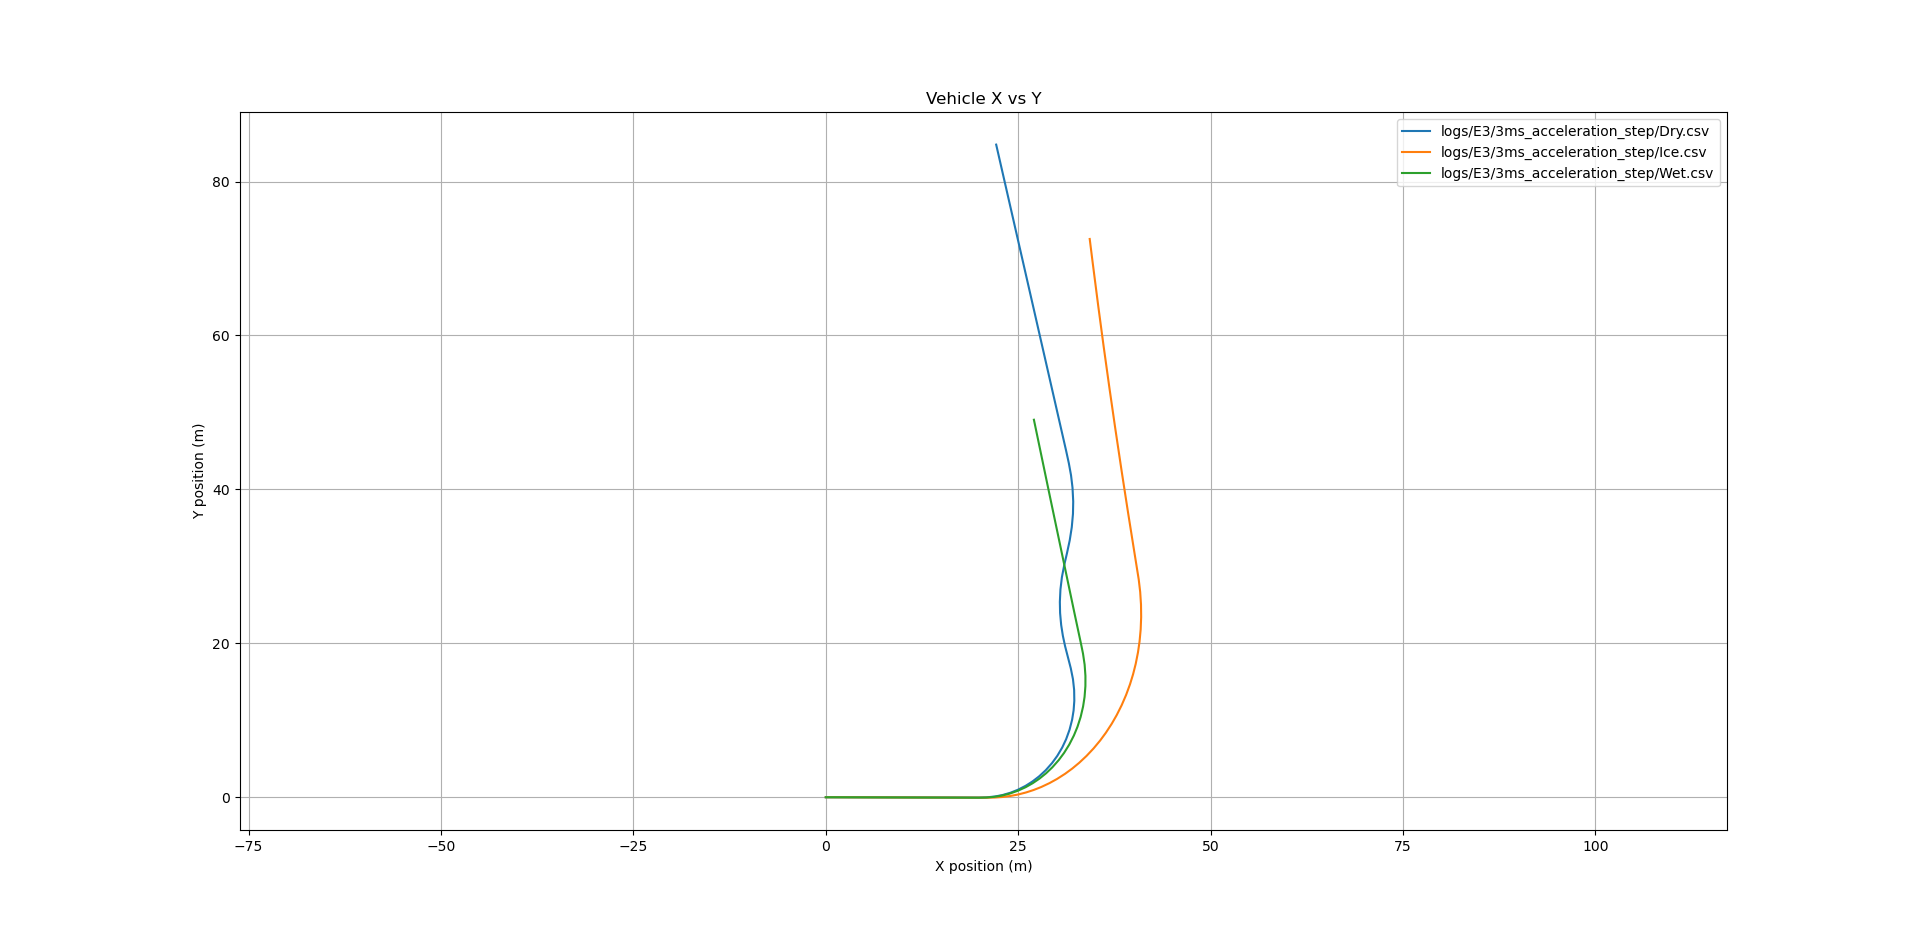 Vehicle X vs Y
logs/E3/3ms_acceleration_step/Dry.csv
logs/E3/3ms_acceleration_step/Ice.csv
logs/E3/3ms_acceleration_step/Wet.csv
80
60
40
20
0
Y position (m)
−75
−50
−25
0
25
50
75
100
X position (m)